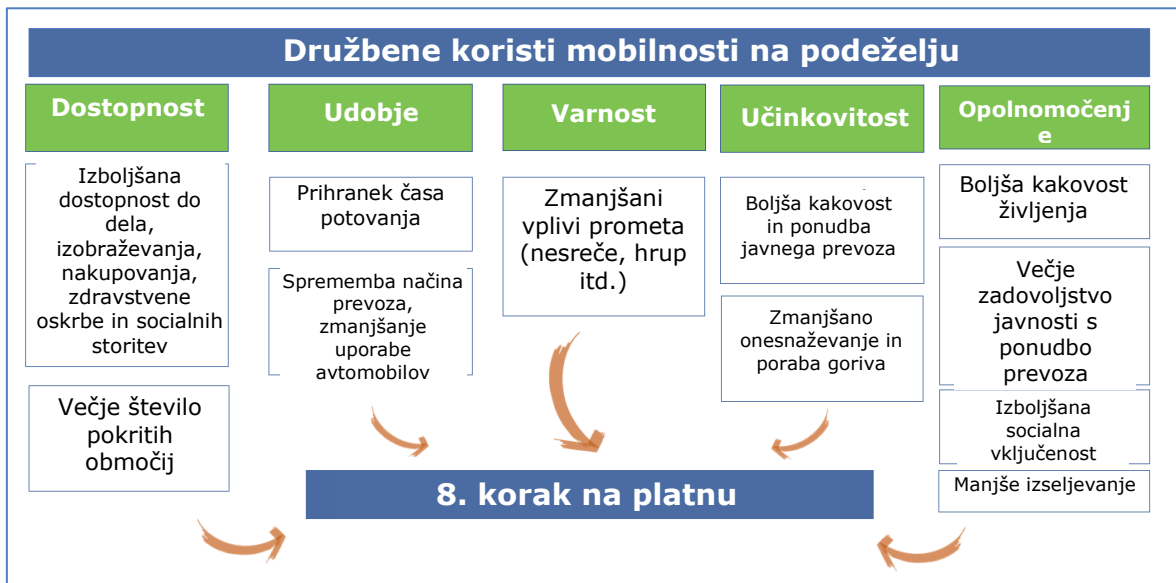 Družbene koristi mobilnosti na podeželju
Dostopnost
Izboljšana
dostopnost do
dela,
izobraževanja,
nakupovanja,
zdravstvene
oskrbe in socialnih
storitev
Večje število
pokritih
območij
Udobje
Prihranek časa
potovanja
Sprememba načina
prevoza,
zmanjšanje
uporabe
avtomobilov
Varnost
Zmanjšani
vplivi prometa
(nesreče, hrup
itd.)
Učinkovitost
Boljša kakovost
in ponudba
javnega prevoza
Zmanjšano
onesnaževanje in
poraba goriva
Opolnomočenj
e
Boljša kakovost
življenja
Večje
zadovoljstvo
javnosti s
ponudbo
prevoza
Izboljšana
socialna
vključenost
Manjše izseljevanje
8. korak na platnu